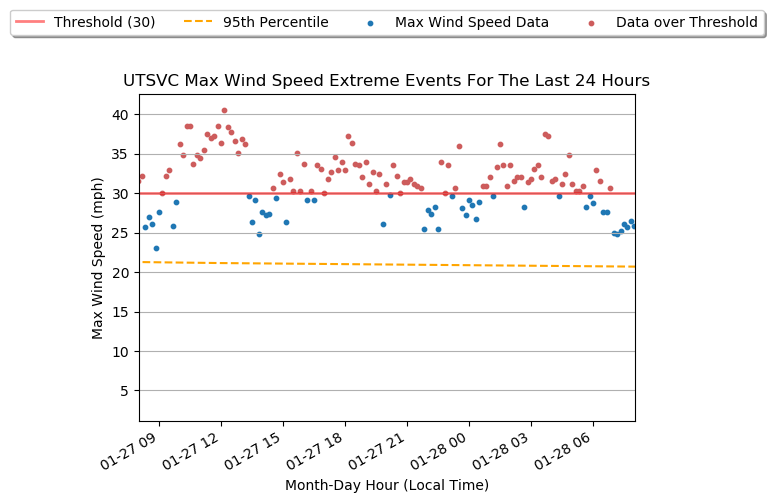 Threshold (30) 95th Percentile Max Wind Speed Data Data over Threshold
UTSVC Max Wind Speed Extreme Events For The Last 24 Hours
Max Wind Speed (mph)
40
35
30
25
20
15
10
5
01-27 09 01-27 12 01-27 15 01-27 18 01-27 21 01-28 00 01-28 03 01-28 06
Month-Day Hour (Local Time)